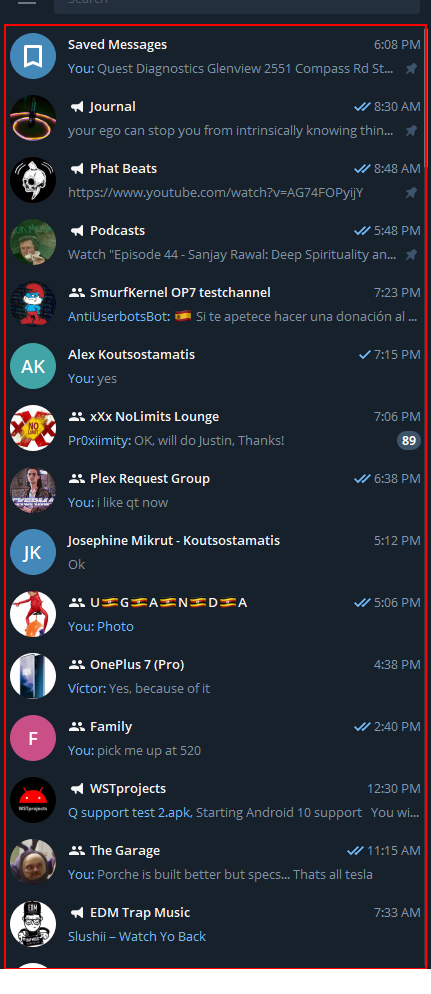 Search
Saved Messages 6:08 PM
You: Quest Diagnostics Glenview 2551 Compass Rd St...
Journal 8:30 AM
your ego can stop you from intrinsically knowing thin...
Phat Beats 8:48 AM
https://www.youtube.com/watch?v=AG74FOPyijY
Podcasts 5:48 PM
Watch "Episode 44 - Sanjay Rawal: Deep Spirituality an...
SmurfKernel OP7 testchannel 7:23 PM
AntiUserbotsBot: 🇪🇸 Si te apetece hacer una donación al ...
AK
Alex Koutsostamatis 7:15 PM
You: yes
NO LIMIT
xXx NoLimits Lounge 7:06 PM
Pr0xiimity: OK, will do Justin, Thanks! 89
Plex Request Group 6:38 PM
You: i like qt now
JK
Josephine Mikrut - Koutsostamatis 5:12 PM
Ok
U🇺🇬G🇺🇬A🇺🇬N🇺🇬D🇺🇬A 5:06 PM
You: Photo
OnePlus 7 (Pro) 4:38 PM
Víctor: Yes, because of it
F
Family 2:40 PM
You: pick me up at 520
WSTprojects
WSTprojects 12:30 PM
Q support test 2.apk, Starting Android 10 support You wi...
The Garage 11:15 AM
You: Porche is built better but specs... Thats all tesla
EDM
EDM Trap Music 7:33 AM
Slushii – Watch Yo Back